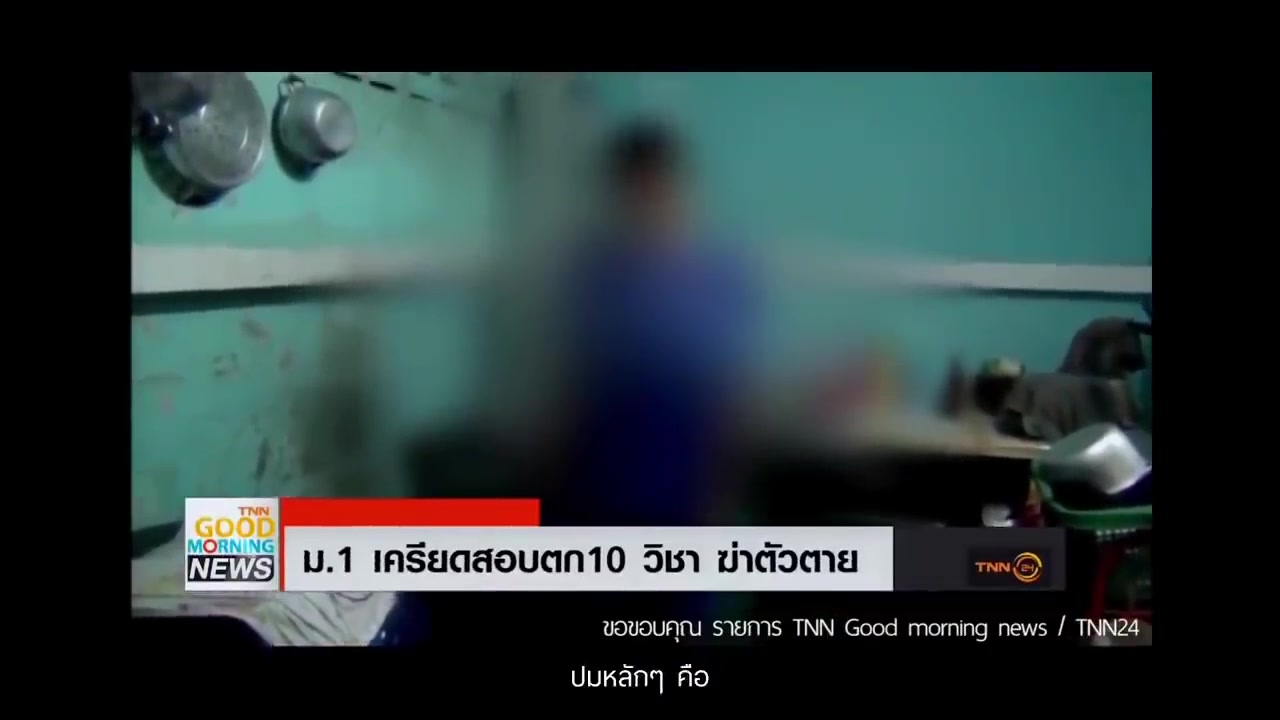 TNN
GOOD
MORNING
NEWS
ม.1 เครียดสอบตก10 วิชา ฆ่าตัวตาย
TNN 24
ขอขอบคุณ รายการ TNN Good morning news / TNN24
ปมหลักๆ คือ